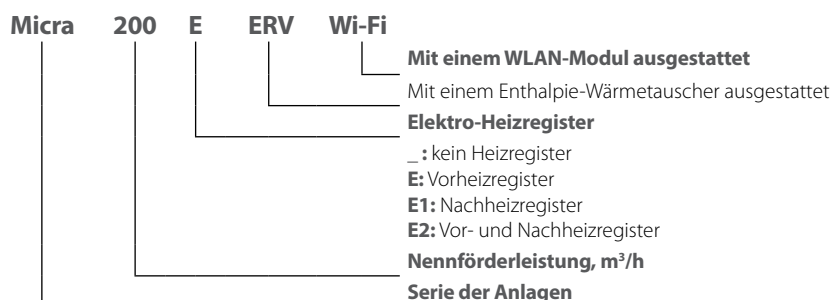 Micra 200 E ERV Wi-Fi
Mit einem WLAN-Modul ausgestattet
Mit einem Enthalpie-Wärmetauscher ausgestattet
Elektro-Heizregister
_ : kein Heizregister
E: Vorheizregister
E1: Nachheizregister
E2: Vor- und Nachheizregister
Nennförderleistung, m³/h
Serie der Anlagen